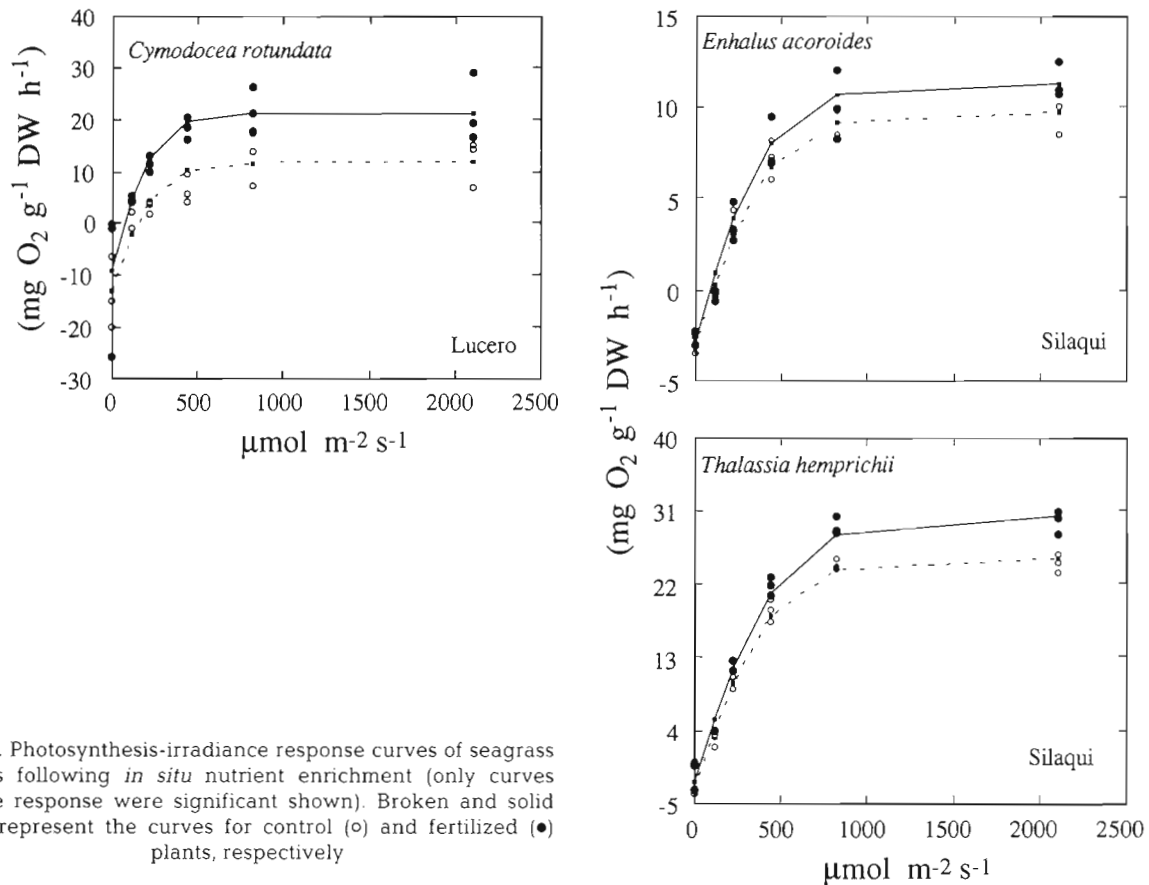 Cymodocea rotundata
40
30
20
10
0
-10
-20
-30
(mg O₂ g⁻¹ DW h⁻¹)
Lucero
0 500 1000 1500 2000 2500
µmol m⁻² s⁻¹
Enhalus acoroides
15
10
5
0
-5
Silaqui
(mg O₂ g⁻¹ DW h⁻¹)
Thalassia hemprichii
40
31
22
13
4
-5
Silaqui
0 500 1000 1500 2000 2500
µmol m⁻² s⁻¹
. Photosynthesis-irradiance response curves of seagrass
s following in situ nutrient enrichment (only curves
e response were significant shown). Broken and solid
represent the curves for control (○) and fertilized (●)
plants, respectively